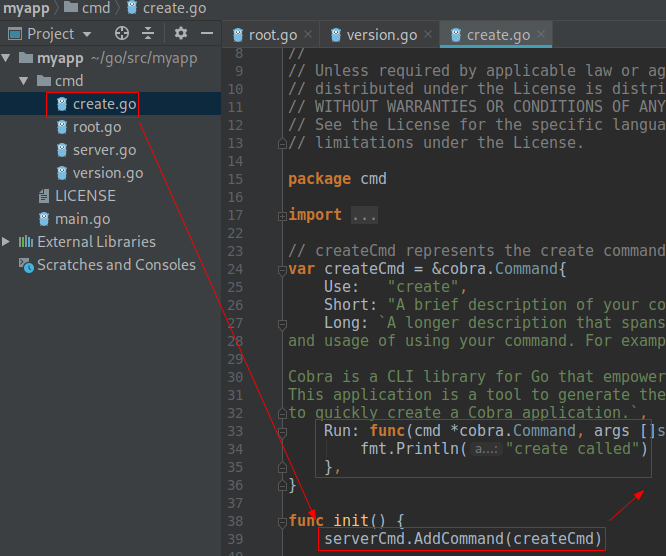 myapp cmd create.go
Project
root.go version.go create.go
myapp ~/go/src/myapp
cmd
create.go
root.go
server.go
version.go
LICENSE
main.go
External Libraries
Scratches and Consoles
8 //
9 // Unless required by applicable law or ag
10 // distributed under the License is distri
11 // WITHOUT WARRANTIES OR CONDITIONS OF ANY
12 // See the License for the specific langua
13 // limitations under the License.
14
15 package cmd
16
17 import ...
22
23 // createCmd represents the create command
24 var createCmd = &cobra.Command{
25 Use: "create",
26 Short: "A brief description of your co
27 Long: `A longer description that spans
28 and usage of using your command. For examp
29
30 Cobra is a CLI library for Go that empower
31 This application is a tool to generate the
32 to quickly create a Cobra application.`,
33 Run: func(cmd *cobra.Command, args []s
34 fmt.Println( a...: "create called")
35 },
36 }
37
38 func init() {
39 serverCmd.AddCommand(createCmd)